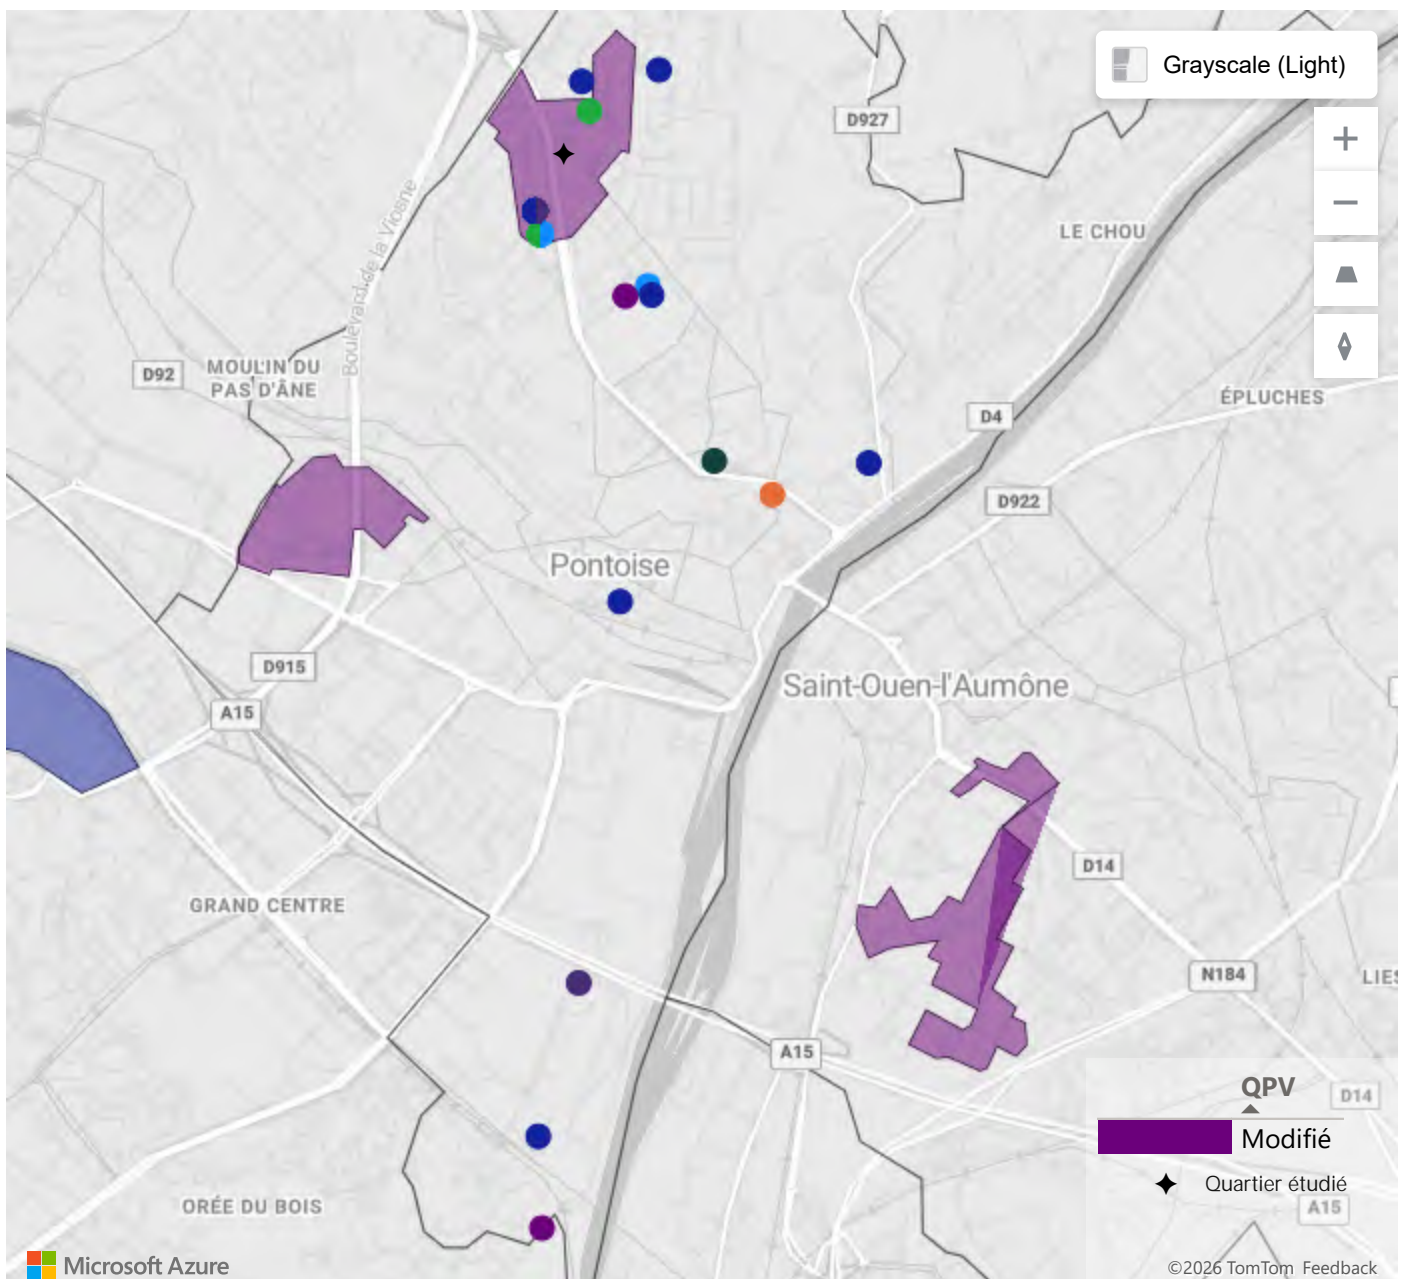 Grayscale (Light)
D927
LE CHOU
Boulevard de la Viosne
D92
MOULIN DU
PAS D'ÂNE
ÉPLUCHES
D4
D922
Pontoise
D915
Saint-Ouen-l'Aumône
A15
D14
GRAND CENTRE
N184
LIES
A15
QPV
D14
Modifié
Quartier étudié
ORÉE DU BOIS
A15
Microsoft Azure
©2026 TomTom Feedback